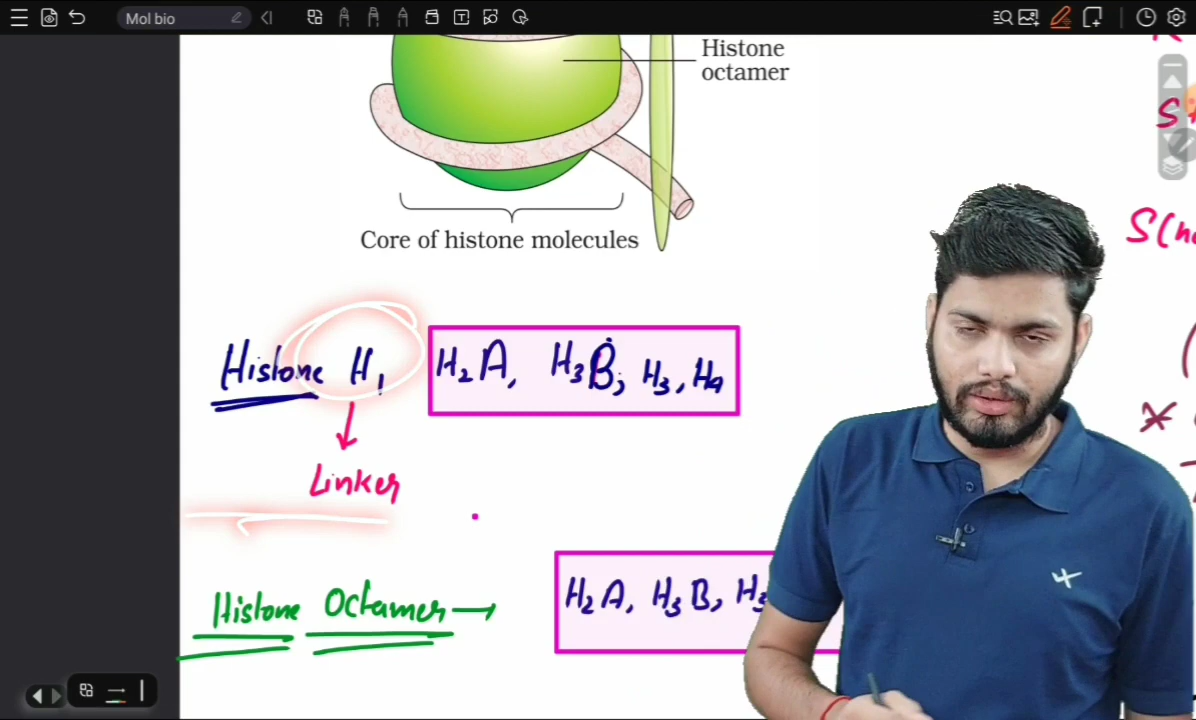 Mol bio
Histone
octamer
Core of histone molecules
Histone H1
H2A, H3B, H3, H4
Linker
Histone Octamer →
H2A, H3B, H3